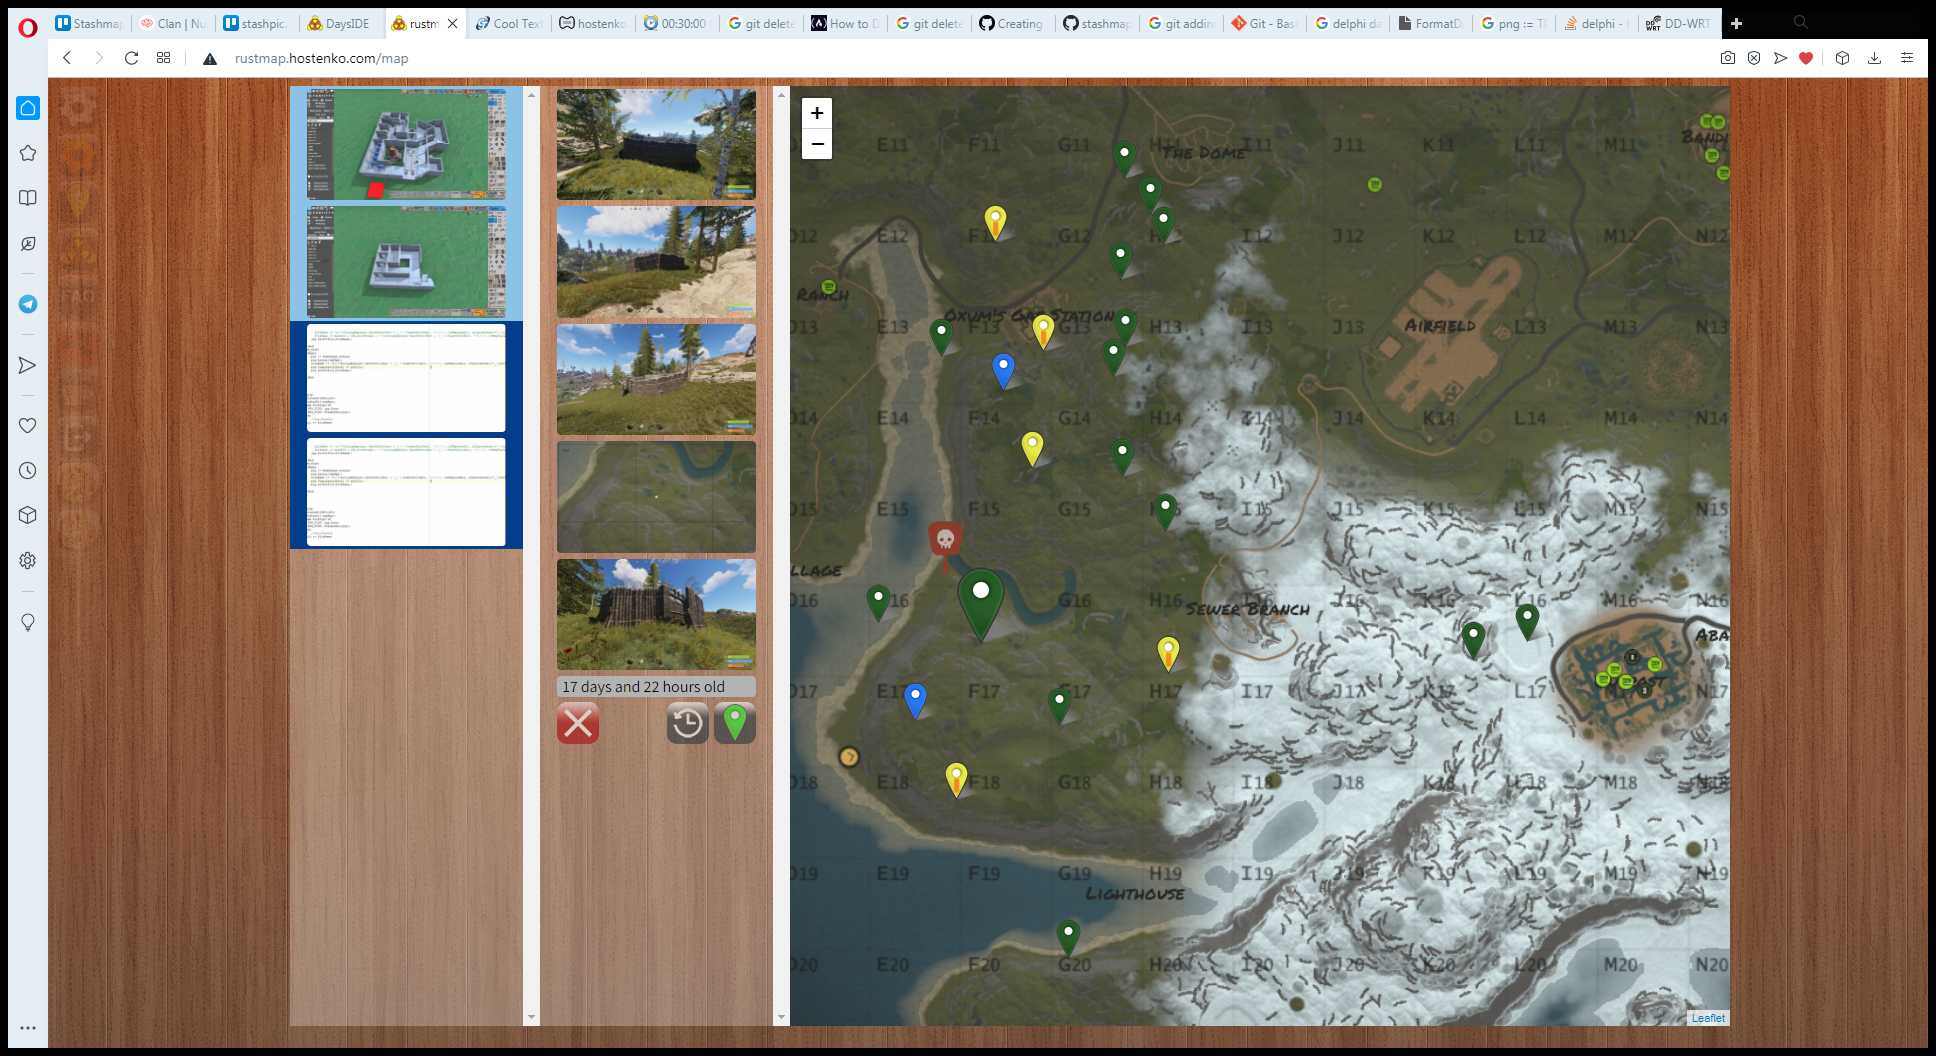 Stashmap
Clan | Nu
stashpic.
DaysIDE
rustm
Cool Text
hostenko.
00:30:00
git delete
How to D
git delete
Creating
stashmap
git addin
Git - Bas
delphi da
FormatD
png := TP
delphi -
DD-WRT
rustmap.hostenko.com/map
+
−
E11
F11
G11
H11
I11
J11
K11
L11
M11
BANDI
THE DOME
D12
E12
G12
I12
J12
K12
L12
M12
N12
RANCH
OXUM'S GAS STATION
AIRFIELD
D13
E13
F13
G13
H13
I13
J13
K13
L13
M13
N13
D14
E14
F14
G14
H14
I14
J14
K14
L14
M14
N14
D15
E15
F15
G15
I15
J15
K15
L15
M15
N15
LLAGE
D16
G16
H16
I16
J16
K16
M16
N16
SEWER BRANCH
ABA
17 days and 22 hours old
F17
G17
H17
I17
J17
K17
L17
M17
N17
D18
E18
F18
G18
H18
I18
J18
K18
L18
M18
N18
D19
E19
F19
G19
H19
I19
J19
K19
L19
M19
N19
LIGHTHOUSE
D20
E20
F20
G20
H20
I20
J20
K20
L20
M20
N20
Leaflet